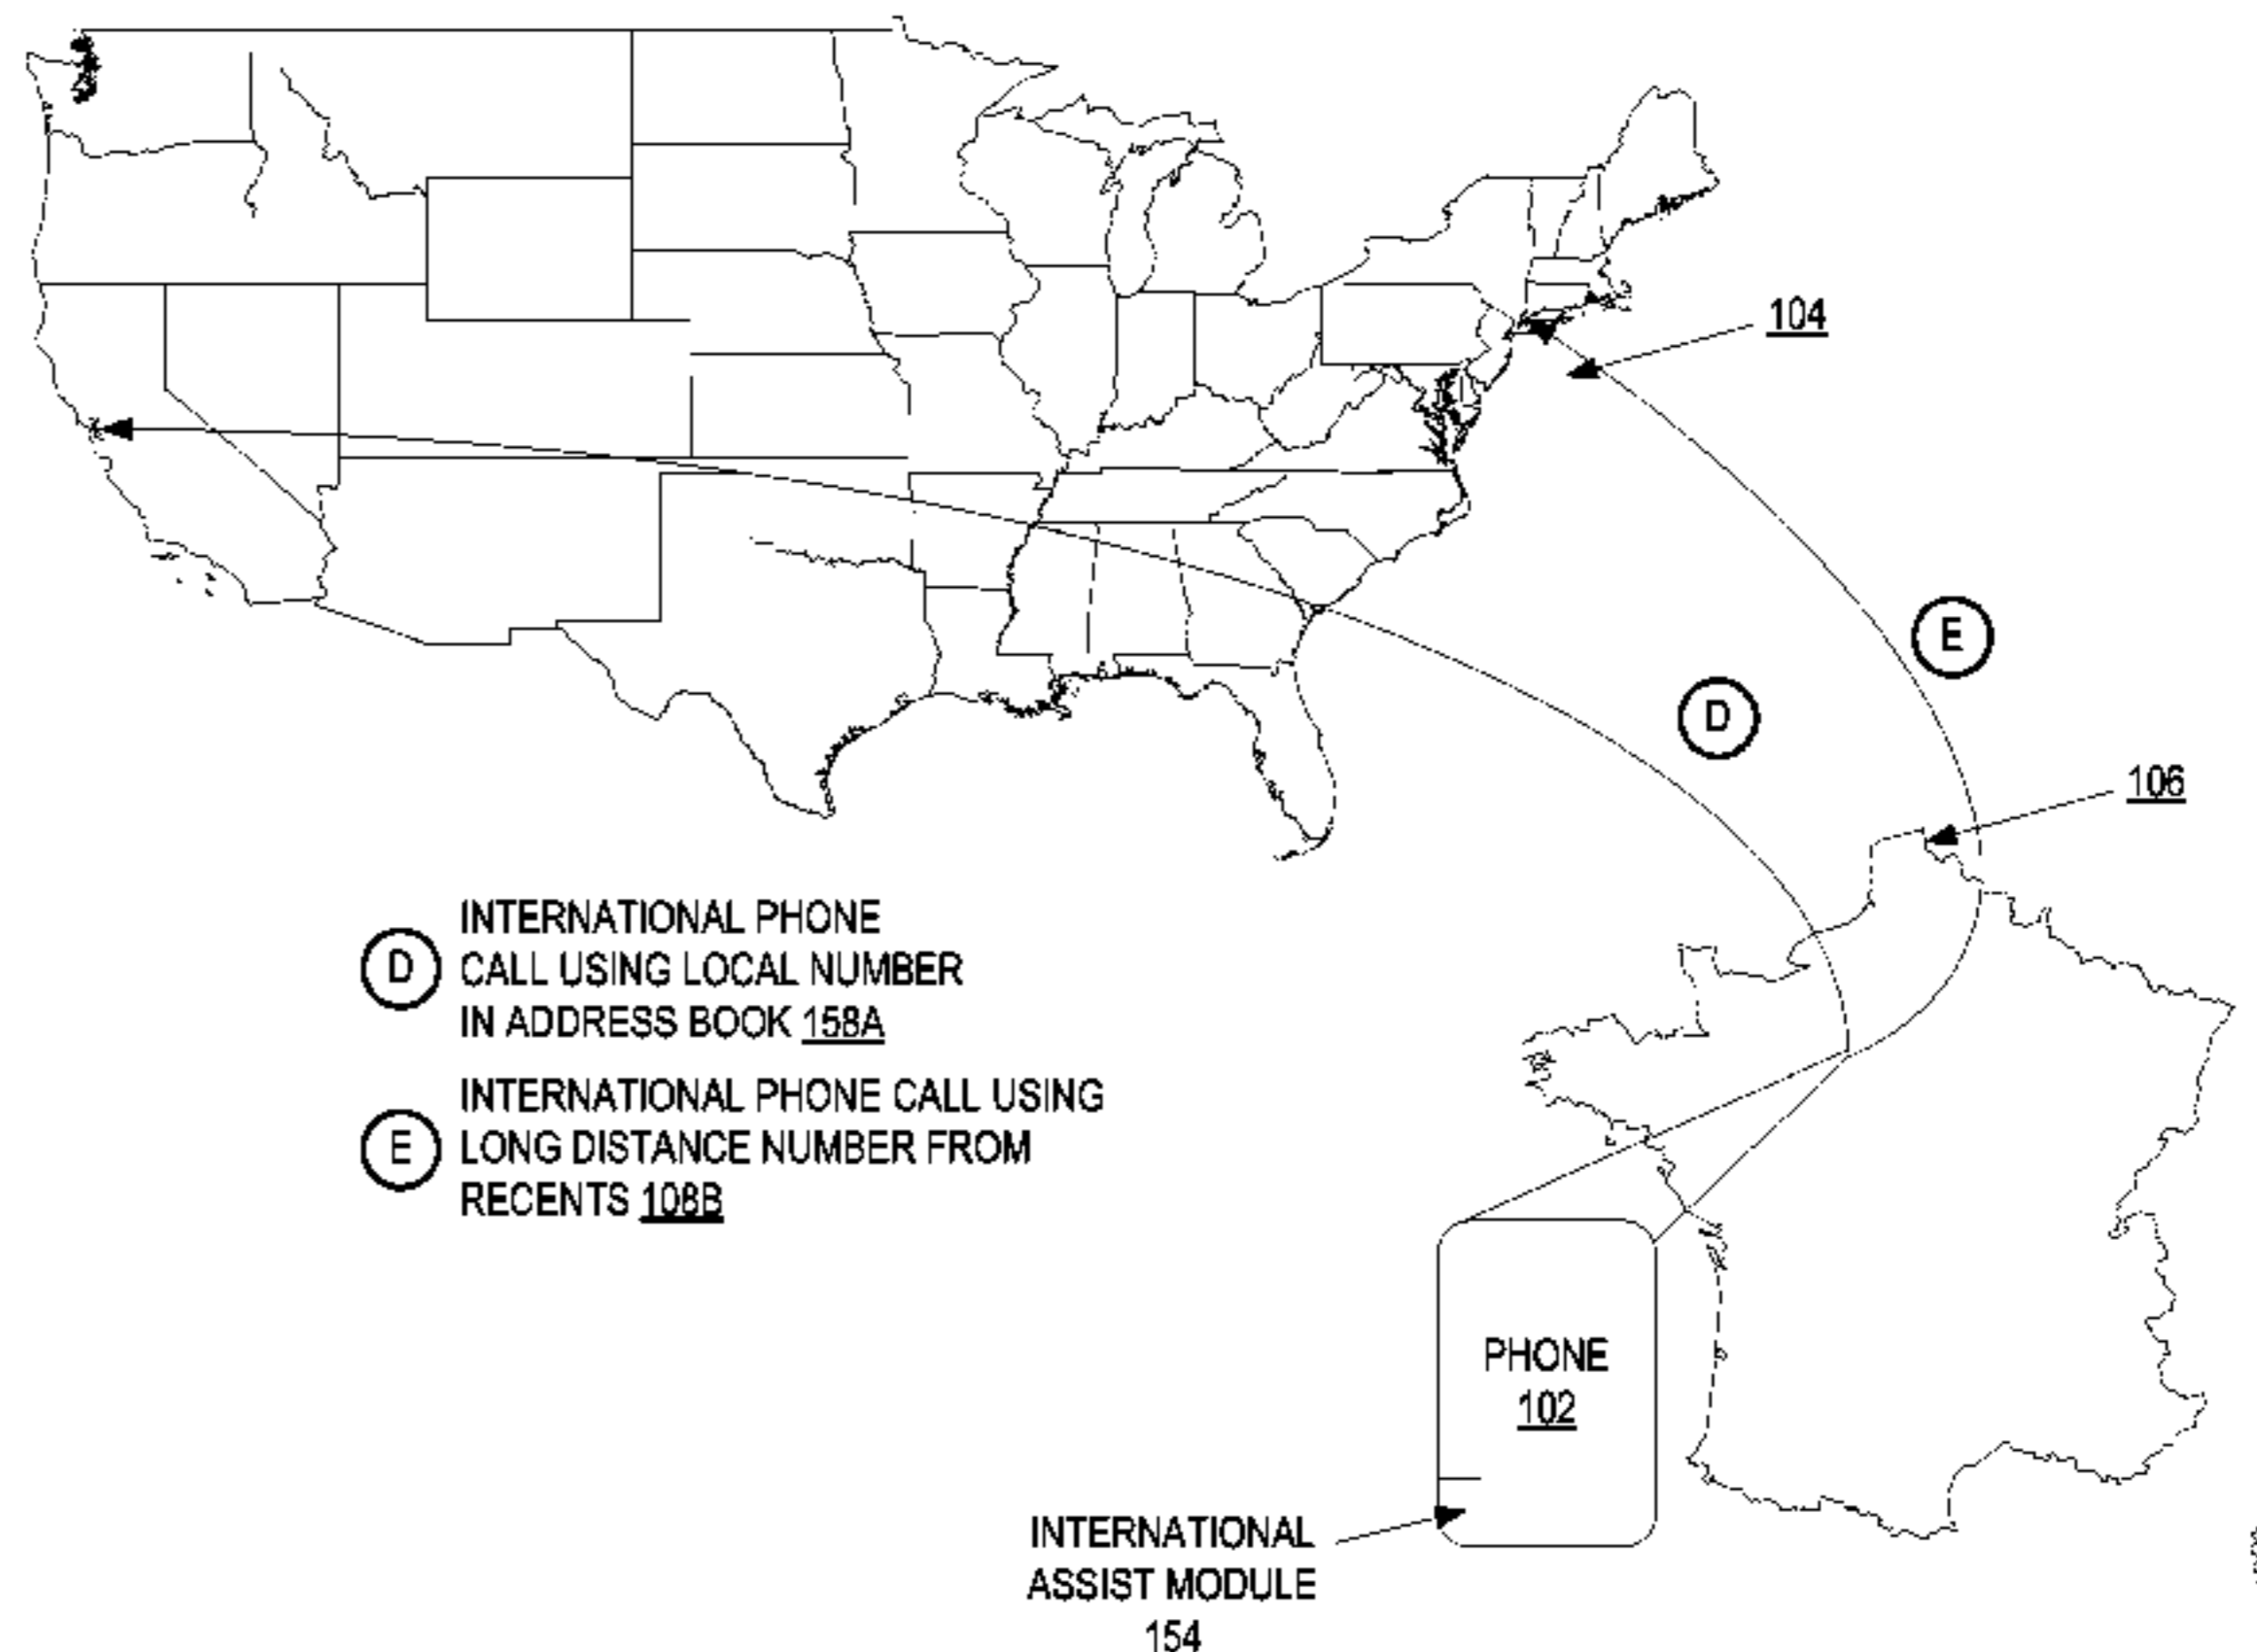 104
E
D
106
D
INTERNATIONAL PHONE
CALL USING LOCAL NUMBER
IN ADDRESS BOOK 158A
E
INTERNATIONAL PHONE CALL USING
LONG DISTANCE NUMBER FROM
RECENTS 108B
PHONE
102
INTERNATIONAL
ASSIST MODULE
154